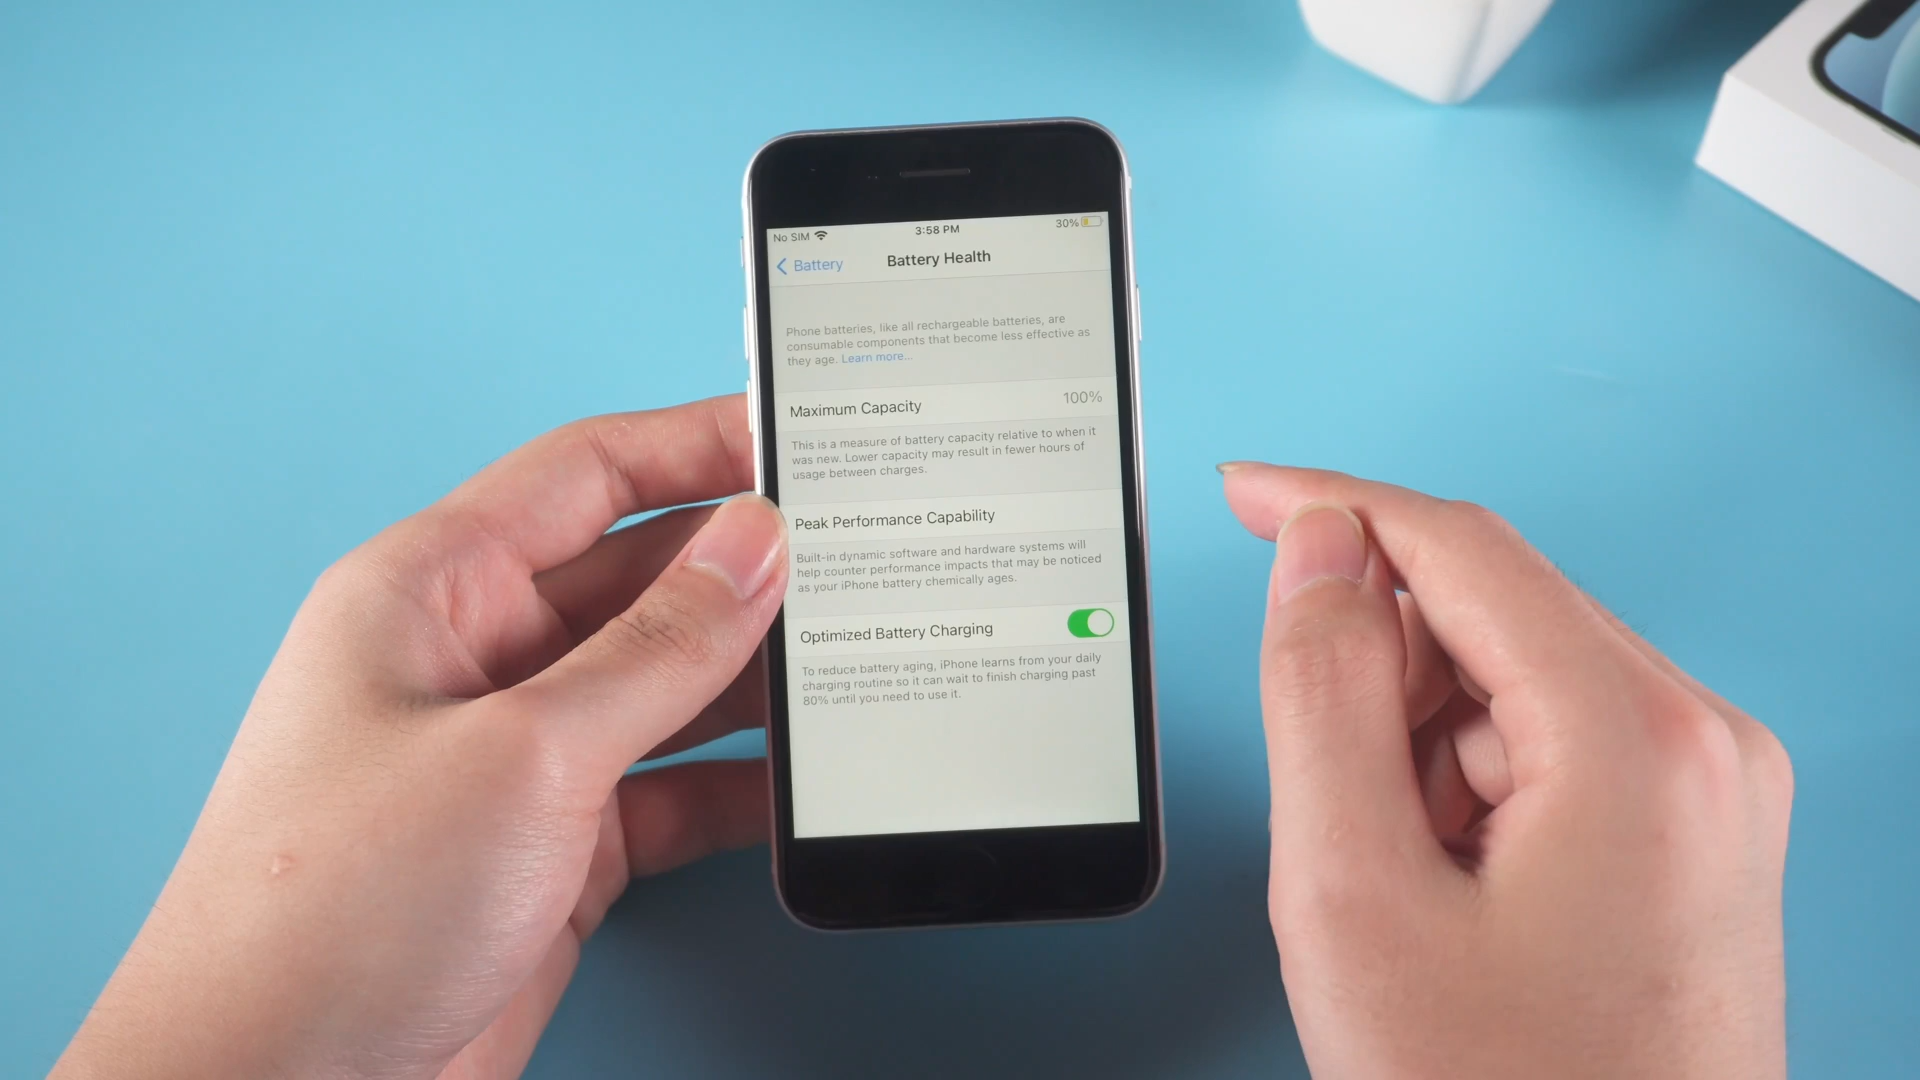 No SIM 3:58 PM 30%
Battery Battery Health
Phone batteries, like all rechargeable batteries, are
consumable components that become less effective as
they age. Learn more...
Maximum Capacity 100%
This is a measure of battery capacity relative to when it
was new. Lower capacity may result in fewer hours of
usage between charges.
Peak Performance Capability
Built-in dynamic software and hardware systems will
help counter performance impacts that may be noticed
as your iPhone battery chemically ages.
Optimized Battery Charging
To reduce battery aging, iPhone learns from your daily
charging routine so it can wait to finish charging past
80% until you need to use it.